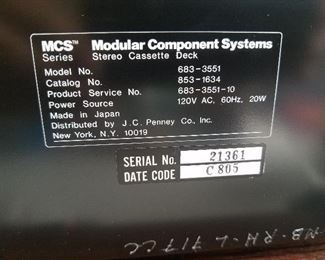 MCS™ Modular Component Systems
Series Stereo Cassette Deck
Model No. 683-3551
Catalog No. 853-1634
Product Service No. 683-3551-10
Power Source 120V AC, 60Hz, 20W
Made in Japan
Distributed by J.C. Penney Co., Inc.
New York, N.Y. 10019
SERIAL No. 21361
DATE CODE C 805